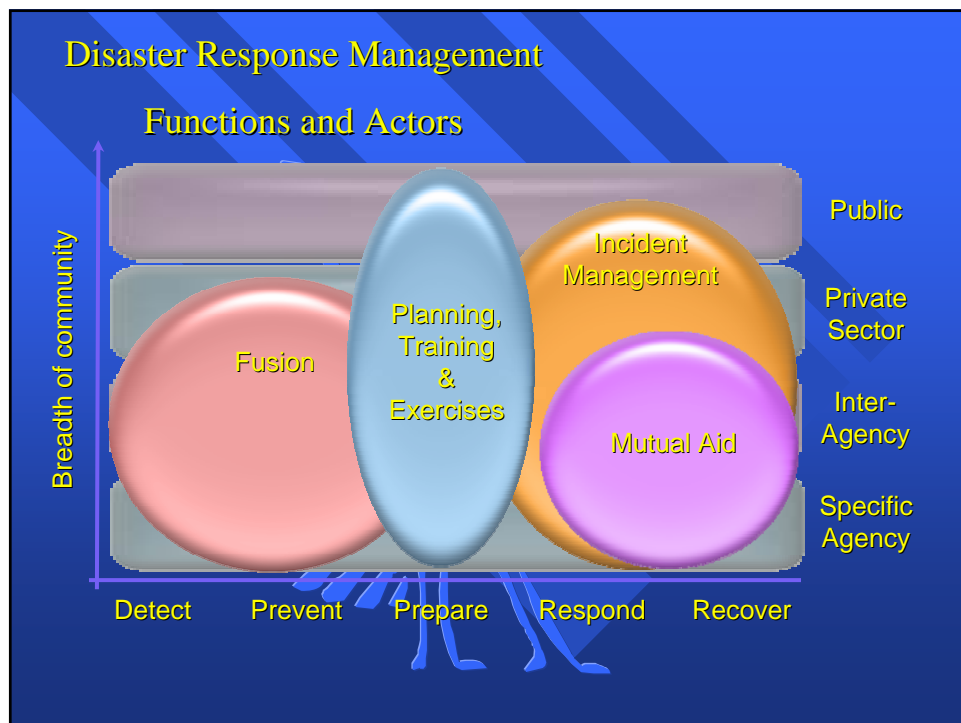 Disaster Response Management
Functions and Actors
Breadth of community
Fusion
Planning,
Training
&
Exercises
Incident
Management
Mutual Aid
Public
Private
Sector
Inter-
Agency
Specific
Agency
Detect Prevent Prepare Respond Recover